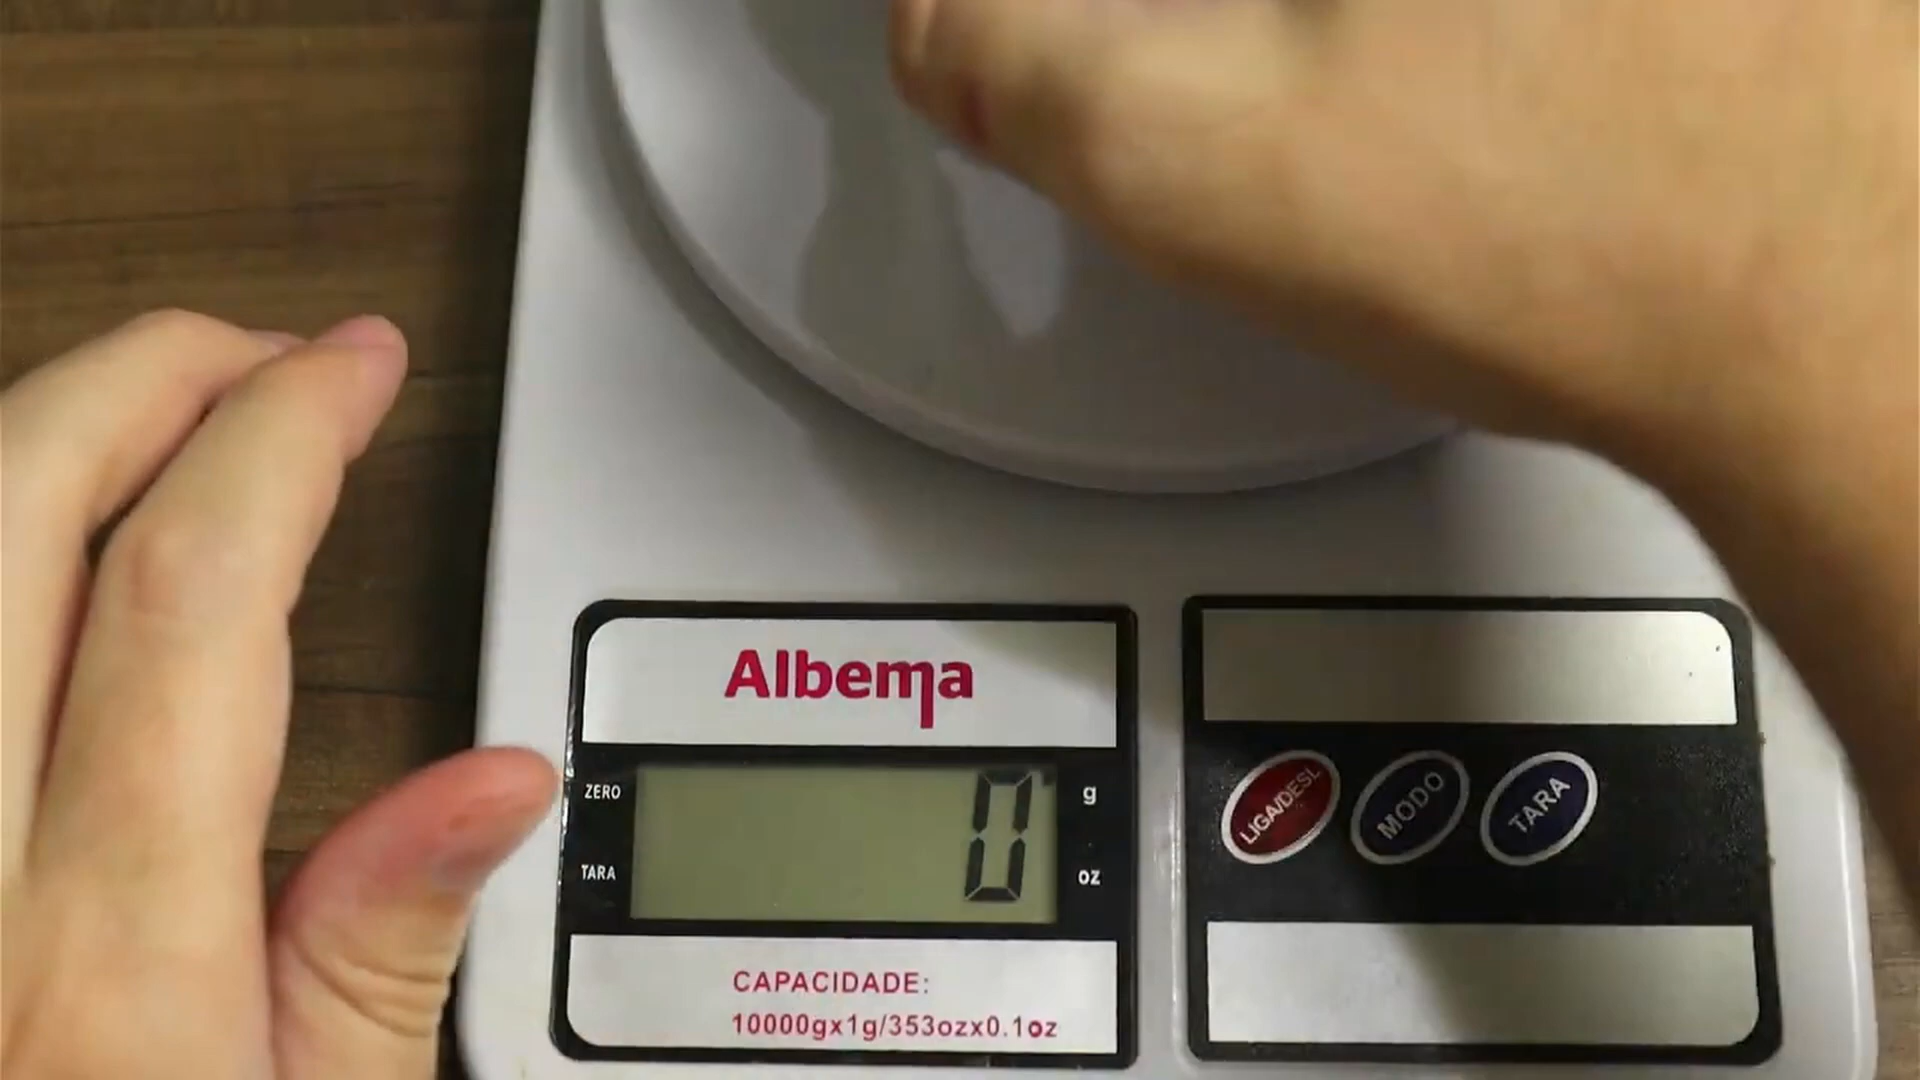 Albema
ZERO
0
g
TARA
oz
CAPACIDADE:
10000gx1g/353ozx0.1oz
LIGA/DESL
MODO
TARA